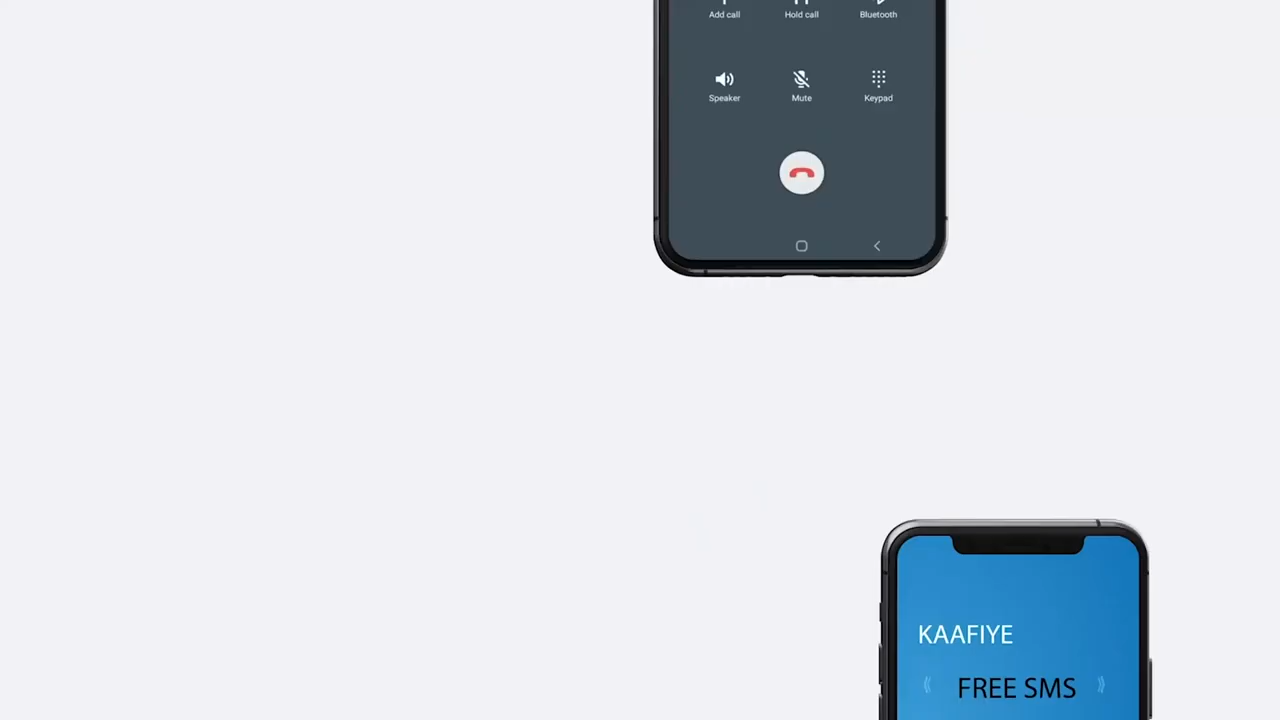 Add call Hold call Bluetooth
Speaker Mute Keypad
KAAFIYE
FREE SMS